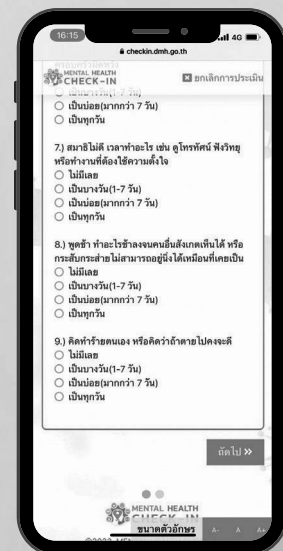 16:15
4G
checkin.dmh.go.th
MENTAL HEALTH
CHECK-IN
ยกเลิกการประเมิน
เป็นบ่อย(มากกว่า 7 วัน)
เป็นทุกวัน
7.) สมาธิไม่ดี เวลาทำอะไร เช่น ดูโทรทัศน์ ฟังวิทยุ
หรือทำงานที่ต้องใช้ความตั้งใจ
ไม่มีเลย
เป็นบางวัน(1-7 วัน)
เป็นบ่อย(มากกว่า 7 วัน)
เป็นทุกวัน
8.) พูดช้า ทำอะไรช้าลงจนคนอื่นสังเกตเห็นได้ หรือ
กระสับกระส่ายไม่สามารถอยู่นิ่งได้เหมือนที่เคยเป็น
ไม่มีเลย
เป็นบางวัน(1-7 วัน)
เป็นบ่อย(มากกว่า 7 วัน)
เป็นทุกวัน
9.) คิดทำร้ายตนเอง หรือคิดว่าถ้าตายไปคงจะดี
ไม่มีเลย
เป็นบางวัน(1-7 วัน)
เป็นบ่อย(มากกว่า 7 วัน)
เป็นทุกวัน
ถัดไป »
MENTAL HEALTH
CHECK-IN
ขนาดตัวอักษร A- A A+